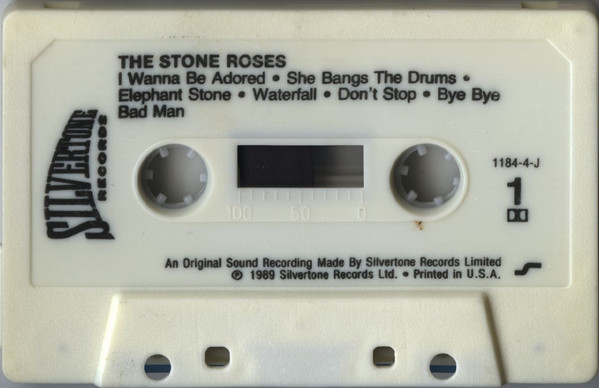 THE STONE ROSES
I Wanna Be Adored • She Bangs The Drums •
Elephant Stone • Waterfall • Don't Stop • Bye Bye
Bad Man
SILVERTONE
RECORDS
1184-4-J
1
100 50 0
An Original Sound Recording Made By Silvertone Records Limited
℗ 1989 Silvertone Records Ltd. • Printed in U.S.A.